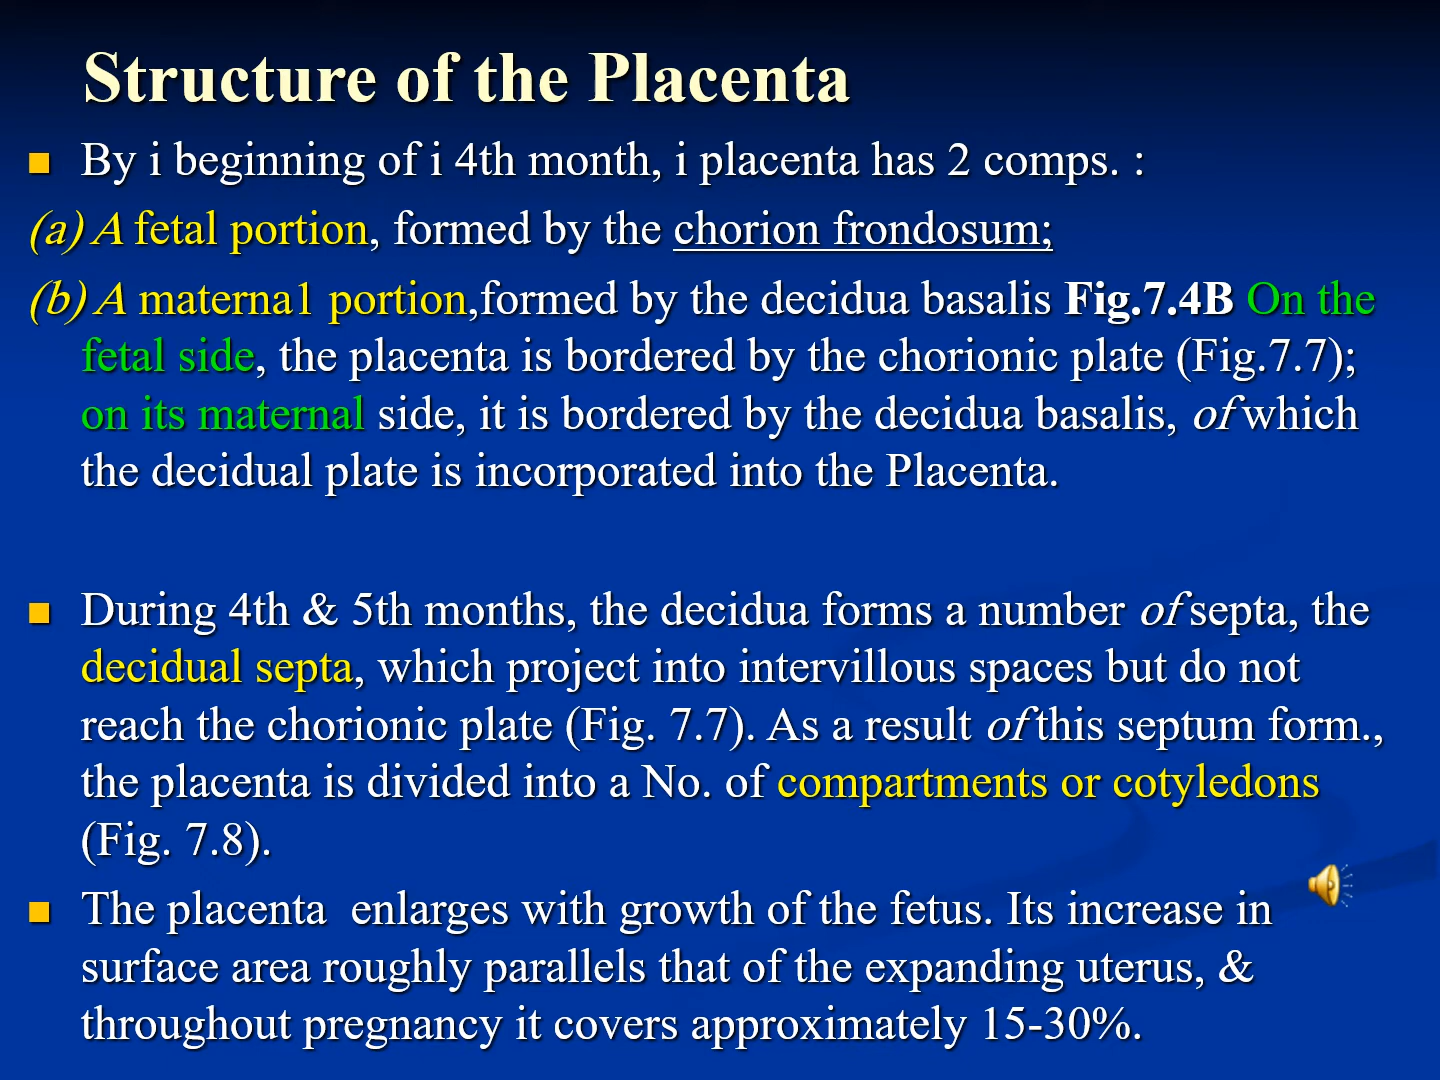 Structure of the Placenta
By i beginning of i 4th month, i placenta has 2 comps. :
(a) A fetal portion, formed by the chorion frondosum;
(b) A materna1 portion,formed by the decidua basalis Fig.7.4B On the
fetal side, the placenta is bordered by the chorionic plate (Fig.7.7);
on its maternal side, it is bordered by the decidua basalis, of which
the decidual plate is incorporated into the Placenta.
During 4th & 5th months, the decidua forms a number of septa, the
decidual septa, which project into intervillous spaces but do not
reach the chorionic plate (Fig. 7.7). As a result of this septum form.,
the placenta is divided into a No. of compartments or cotyledons
(Fig. 7.8).
The placenta  enlarges with growth of the fetus. Its increase in
surface area roughly parallels that of the expanding uterus, &
throughout pregnancy it covers approximately 15-30%.